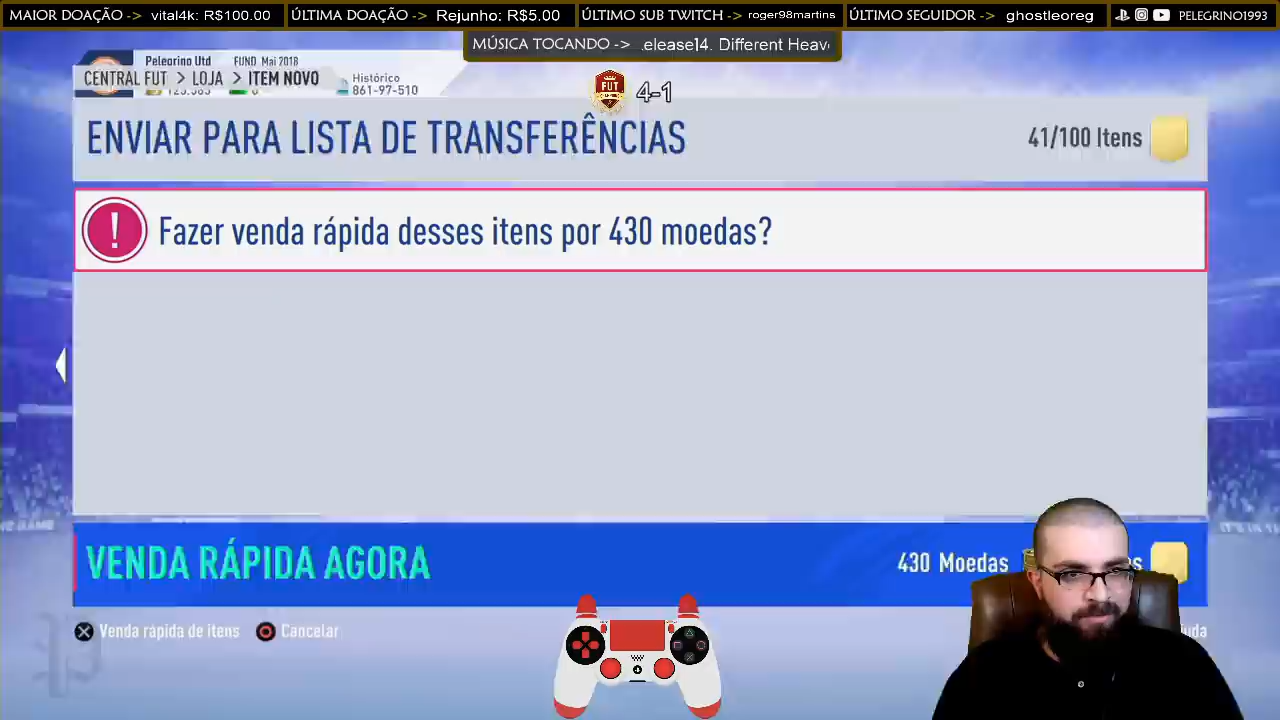 MAIOR DOAÇÃO -> vital4k: R$100.00
ÚLTIMA DOAÇÃO -> Rejunho: R$5.00
ÚLTIMO SUB TWITCH -> roger98martins
ÚLTIMO SEGUIDOR -> ghostleoreg
PELEGRINO1993
MÚSICA TOCANDO -> .elease14. Different Heav
Pelegrino Utd
FUND. Mai 2018
CENTRAL FUT > LOJA > ITEM NOVO
Histórico
861-97-510
FUT
4-1
ENVIAR PARA LISTA DE TRANSFERÊNCIAS
41/100 Itens
! Fazer venda rápida desses itens por 430 moedas?
VENDA RÁPIDA AGORA
430 Moedas
Venda rápida de itens
Cancelar